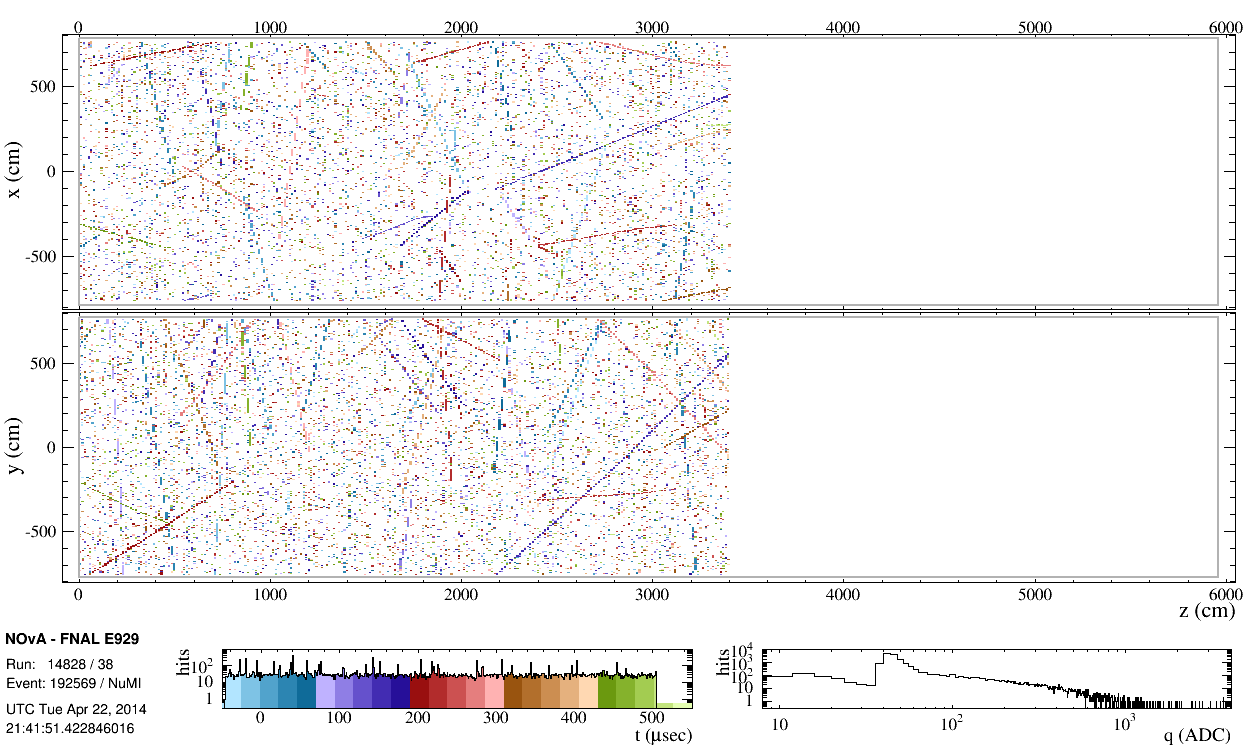 0 1000 2000 3000 4000 5000 6000
500
0
-500
x (cm)
500
0
-500
y (cm)
0 1000 2000 3000 4000 5000 6000
z (cm)
NOvA - FNAL E929
Run: 14828 / 38
Event: 192569 / NuMI
UTC Tue Apr 22, 2014
21:41:51.422846016
hits
10²
10
1
0 100 200 300 400 500
t (μsec)
hits
10⁴
10³
10²
10
1
10 10² 10³
q (ADC)